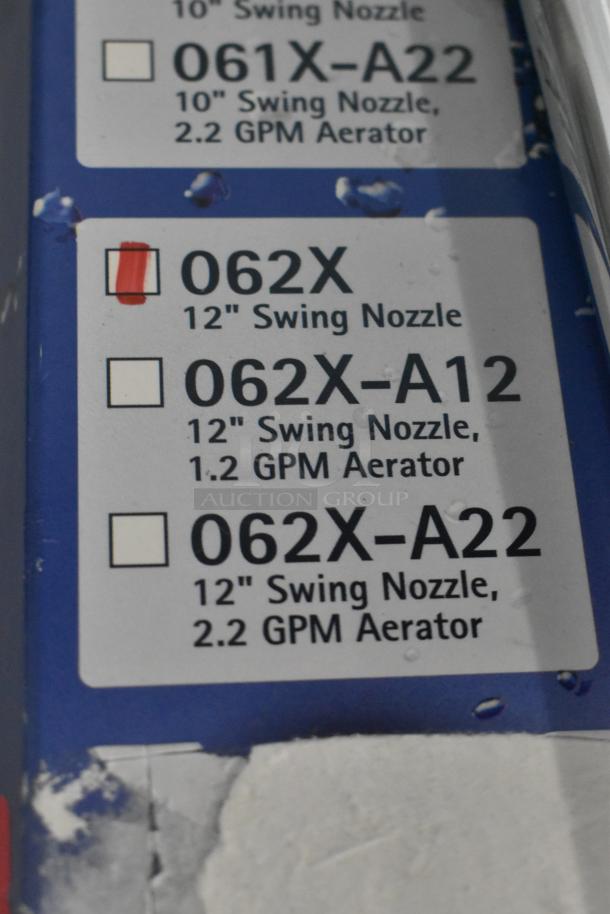 10" Swing Nozzle
061X-A22
10" Swing Nozzle,
2.2 GPM Aerator
062X
12" Swing Nozzle
062X-A12
12" Swing Nozzle,
1.2 GPM Aerator
AUCTION GROUP
062X-A22
12" Swing Nozzle,
2.2 GPM Aerator